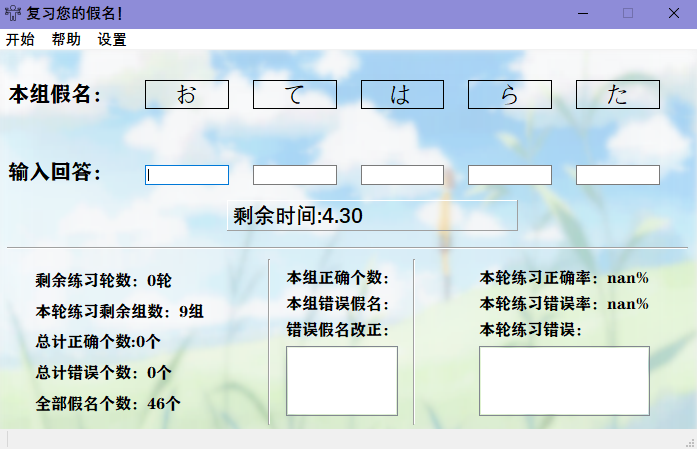 复习您的假名!
开始 帮助 设置
本组假名: お て は ら た
输入回答:
剩余时间:4.30
剩余练习轮数: 0轮
本轮练习剩余组数: 9组
总计正确个数:0个
总计错误个数: 0个
全部假名个数: 46个
本组正确个数:
本组错误假名:
错误假名改正:
本轮练习正确率: nan%
本轮练习错误率: nan%
本轮练习错误: